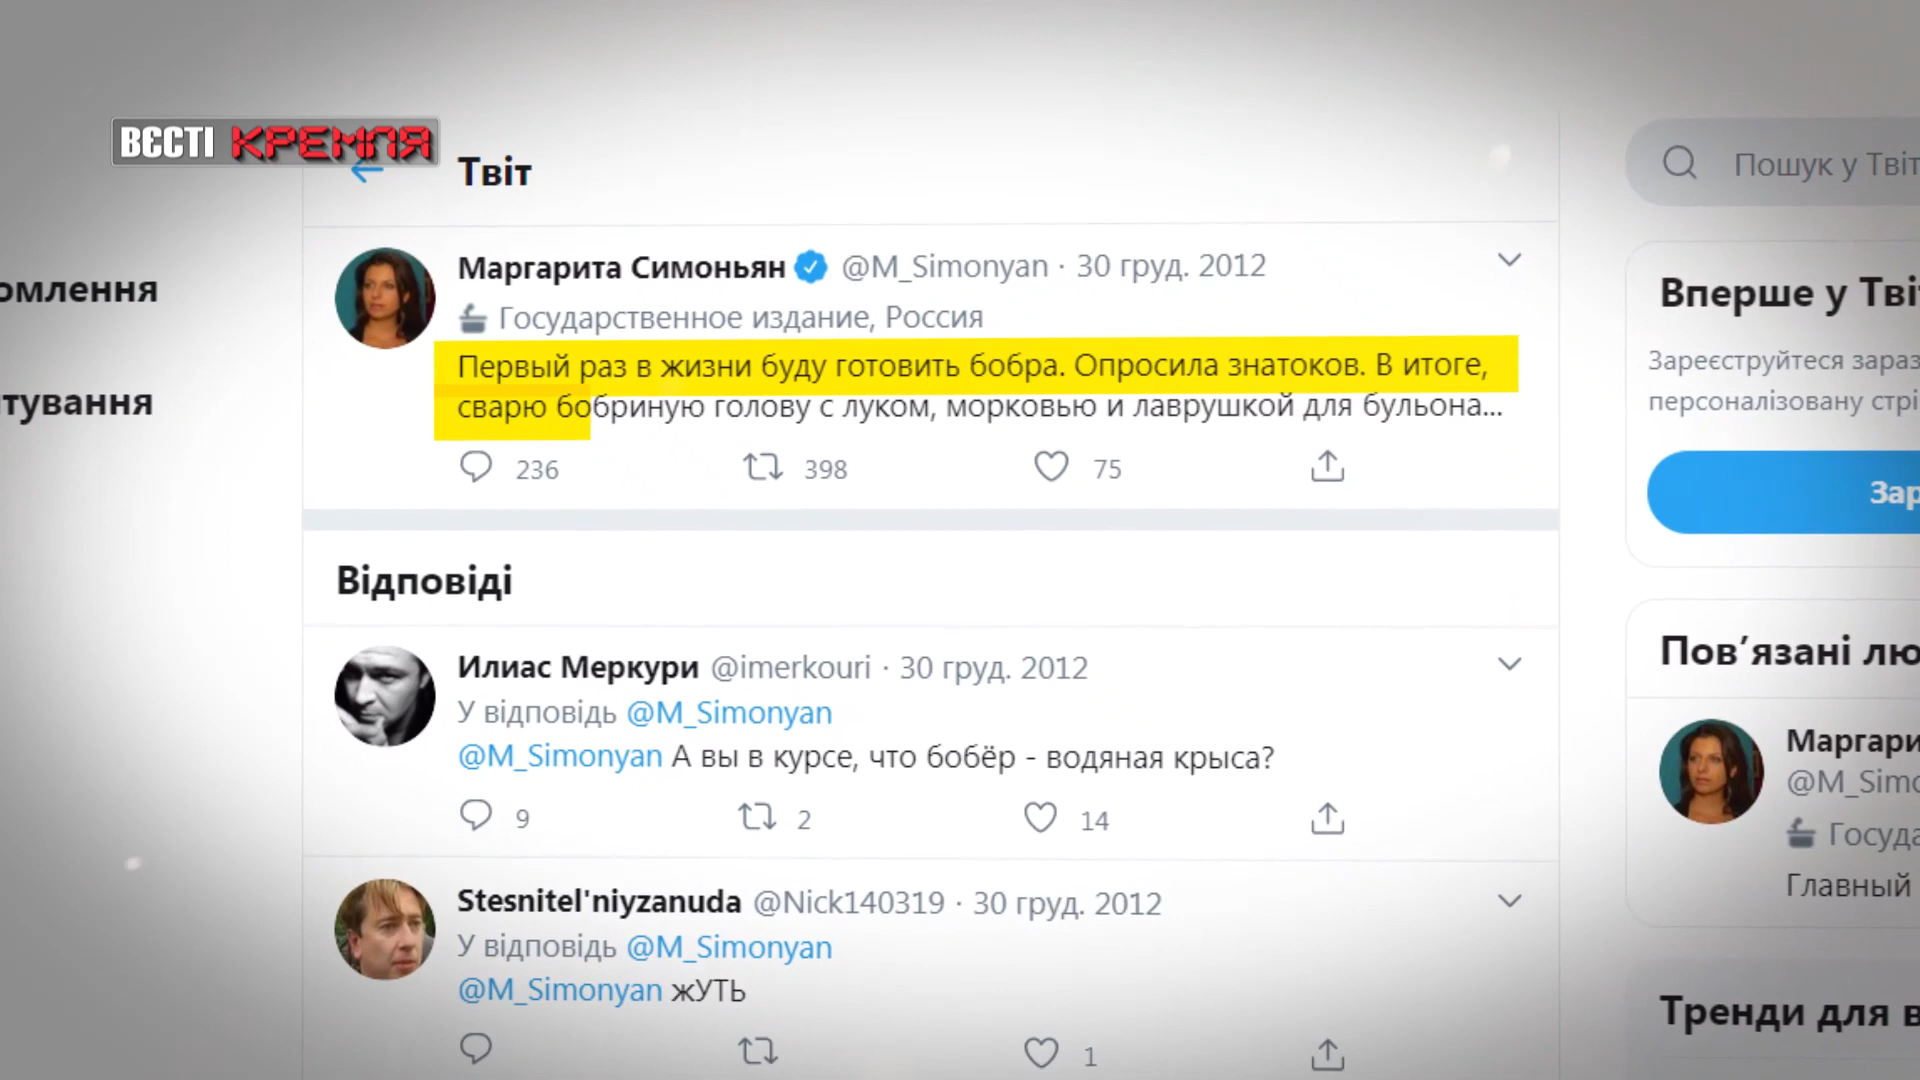 ВЄСТІ КРЕМЛЯ
Твіт
Пошук у Твіт
Маргарита Симоньян @M_Simonyan · 30 груд. 2012
Государственное издание, Россия
Первый раз в жизни буду готовить бобра. Опросила знатоков. В итоге,
сварю бобриную голову с луком, морковью и лаврушкой для бульона...
236 398 75
Відповіді
Илиас Меркури @imerkouri · 30 груд. 2012
У відповідь @M_Simonyan
@M_Simonyan А вы в курсе, что бобёр - водяная крыса?
9 2 14
Stesnitel'niyzanuda @Nick140319 · 30 груд. 2012
У відповідь @M_Simonyan
@M_Simonyan жУТЬ
1
омлення
тування
Вперше у Тві
Зареєструйтеся зараз
персоналізовану стрі
Зар
Пов’язані лю
Маргари
@M_Simo
Госуда
Главный
Тренди для в